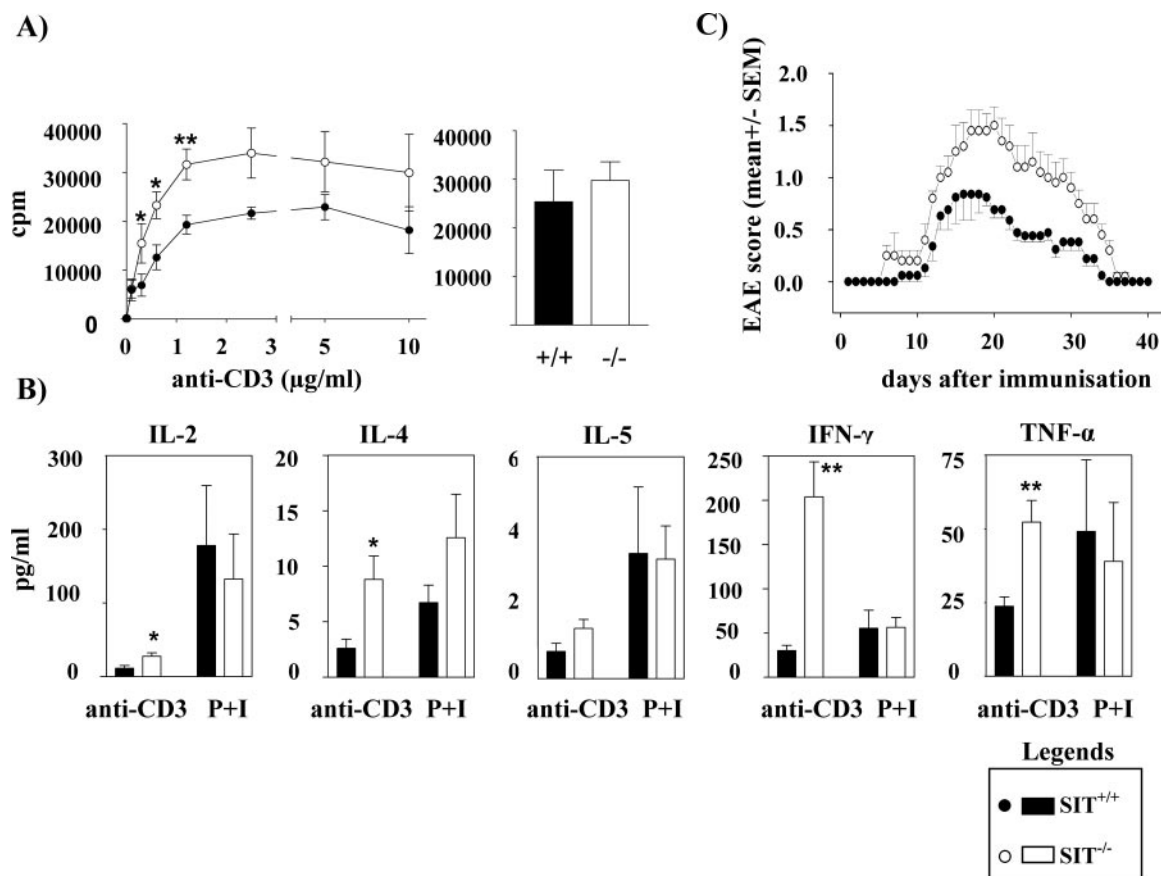 A)
C)
40000
30000
20000
10000
0
cpm
* * **
0 1 2 3 5 10
anti-CD3 (μg/ml)
40000
30000
20000
10000
+/+ -/-
EAE score (mean+/- SEM)
2.0
1.5
1.0
0.5
0.0
0 10 20 30 40
days after immunisation
B)
pg/ml
IL-2
300
200
100
0
*
anti-CD3 P+I
IL-4
20
15
10
5
0
*
anti-CD3 P+I
IL-5
6
4
2
0
anti-CD3 P+I
IFN-γ
250
200
150
100
50
0
**
anti-CD3 P+I
TNF-α
75
50
25
0
**
anti-CD3 P+I
Legends
SIT+/+
SIT-/-